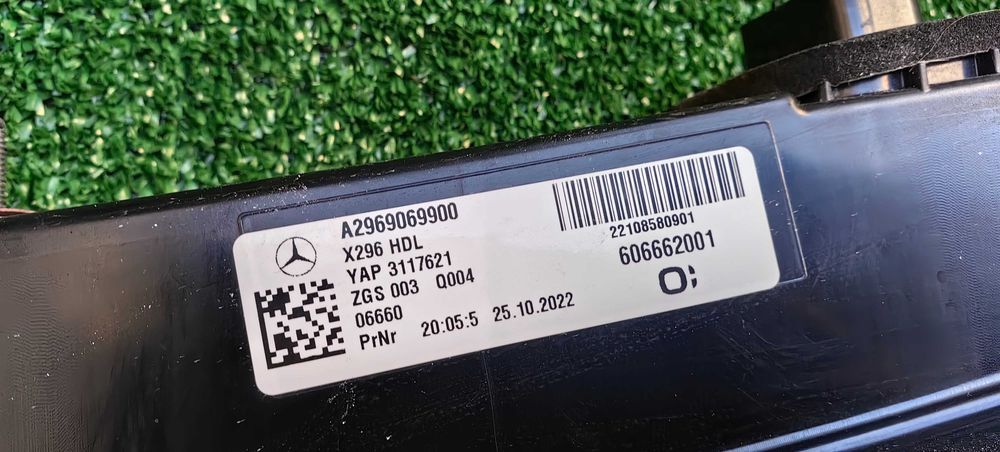 A2969069900
X296 HDL
YAP 3117621
ZGS 003 Q004
06660
PrNr 20:05:5 25.10.2022
22108580901
606662001
O;